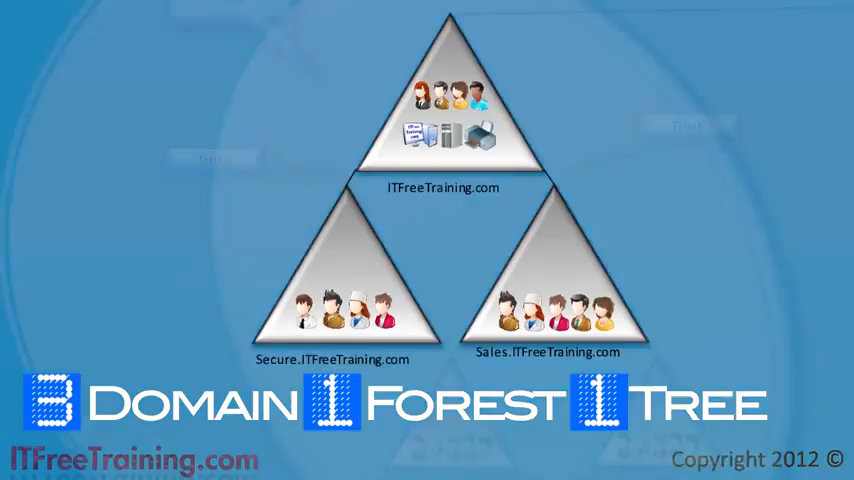 ITFreeTraining.com
Secure.ITFreeTraining.com
Sales.ITFreeTraining.com
3 DOMAIN 1 FOREST 1 TREE
ITFreeTraining.com
Copyright 2012 ©